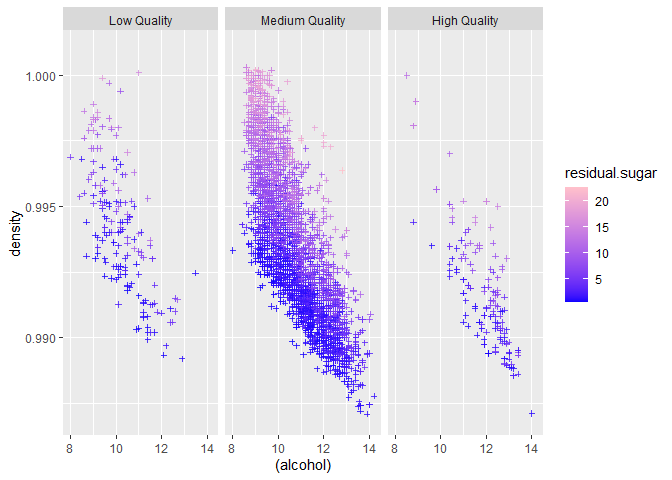 Low Quality Medium Quality High Quality
1.000
0.995
0.990
density
8 10 12 14 8 10 12 14 8 10 12 14
(alcohol)
residual.sugar
20
15
10
5